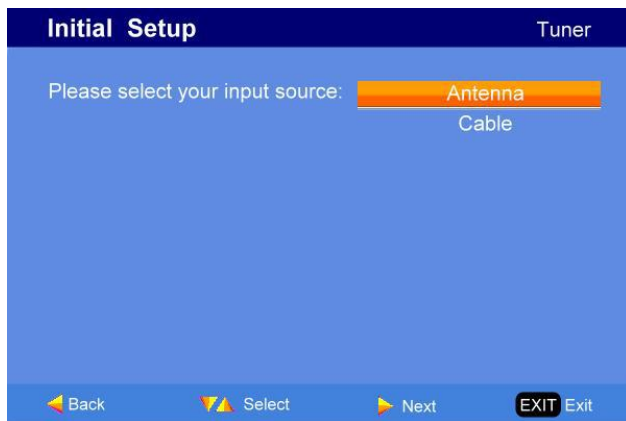 Initial Setup Tuner
Please select your input source: Antenna
Cable
Back Select Next EXIT Exit